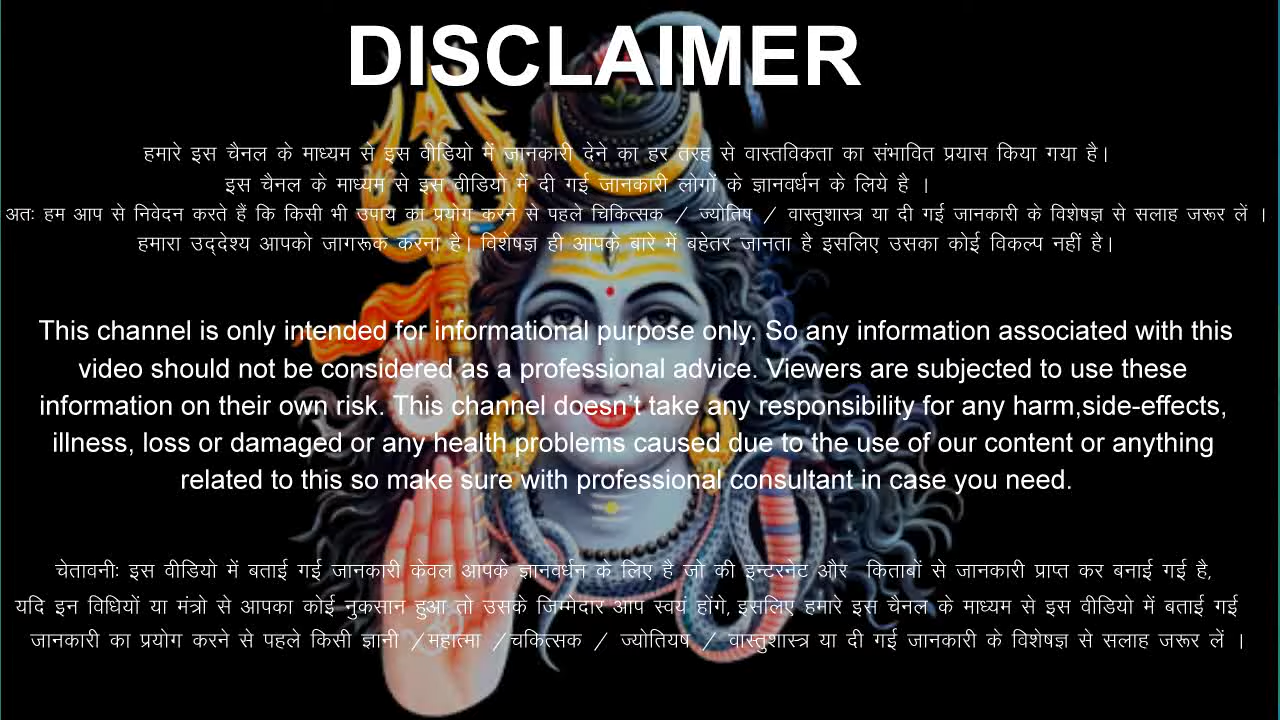 DISCLAIMER
हमारे इस चैनल के माध्यम से इस वीडियो में जानकारी देने का हर तरह से वास्तविकता का संभावित प्रयास किया गया है।
इस चैनल के माध्यम से इस वीडियो में दी गई जानकारी लोगों के ज्ञानवर्धन के लिये है ।
अतः हम आप से निवेदन करते हैं कि किसी भी उपाय का प्रयोग करने से पहले चिकित्सक / ज्योतिष / वास्तुशास्त्र या दी गई जानकारी के विशेषज्ञ से सलाह जरूर लें ।
हमारा उद्देश्य आपको जागरूक करना है। विशेषज्ञ ही आपके बारे में बहेतर जानता है इसलिए उसका कोई विकल्प नहीं है।
This channel is only intended for informational purpose only. So any information associated with this
video should not be considered as a professional advice. Viewers are subjected to use these
information on their own risk. This channel doesn't take any responsibility for any harm,side-effects,
illness, loss or damaged or any health problems caused due to the use of our content or anything
related to this so make sure with professional consultant in case you need.
चेतावनीः इस वीडियो में बताई गई जानकारी केवल आपके ज्ञानवर्धन के लिए है जो की इन्टरनेट और किताबों से जानकारी प्राप्त कर बनाई गई है,
यदि इन विधियों या मंत्रो से आपका कोई नुकसान हुआ तो उसके जिम्मेदार आप स्वयं होंगे, इसलिए हमारे इस चैनल के माध्यम से इस वीडियो में बताई गई
जानकारी का प्रयोग करने से पहले किसी ज्ञानी /महात्मा /चकित्सक / ज्योतियष / वास्तुशास्त्र या दी गई जानकारी के विशेषज्ञ से सलाह जरूर लें ।